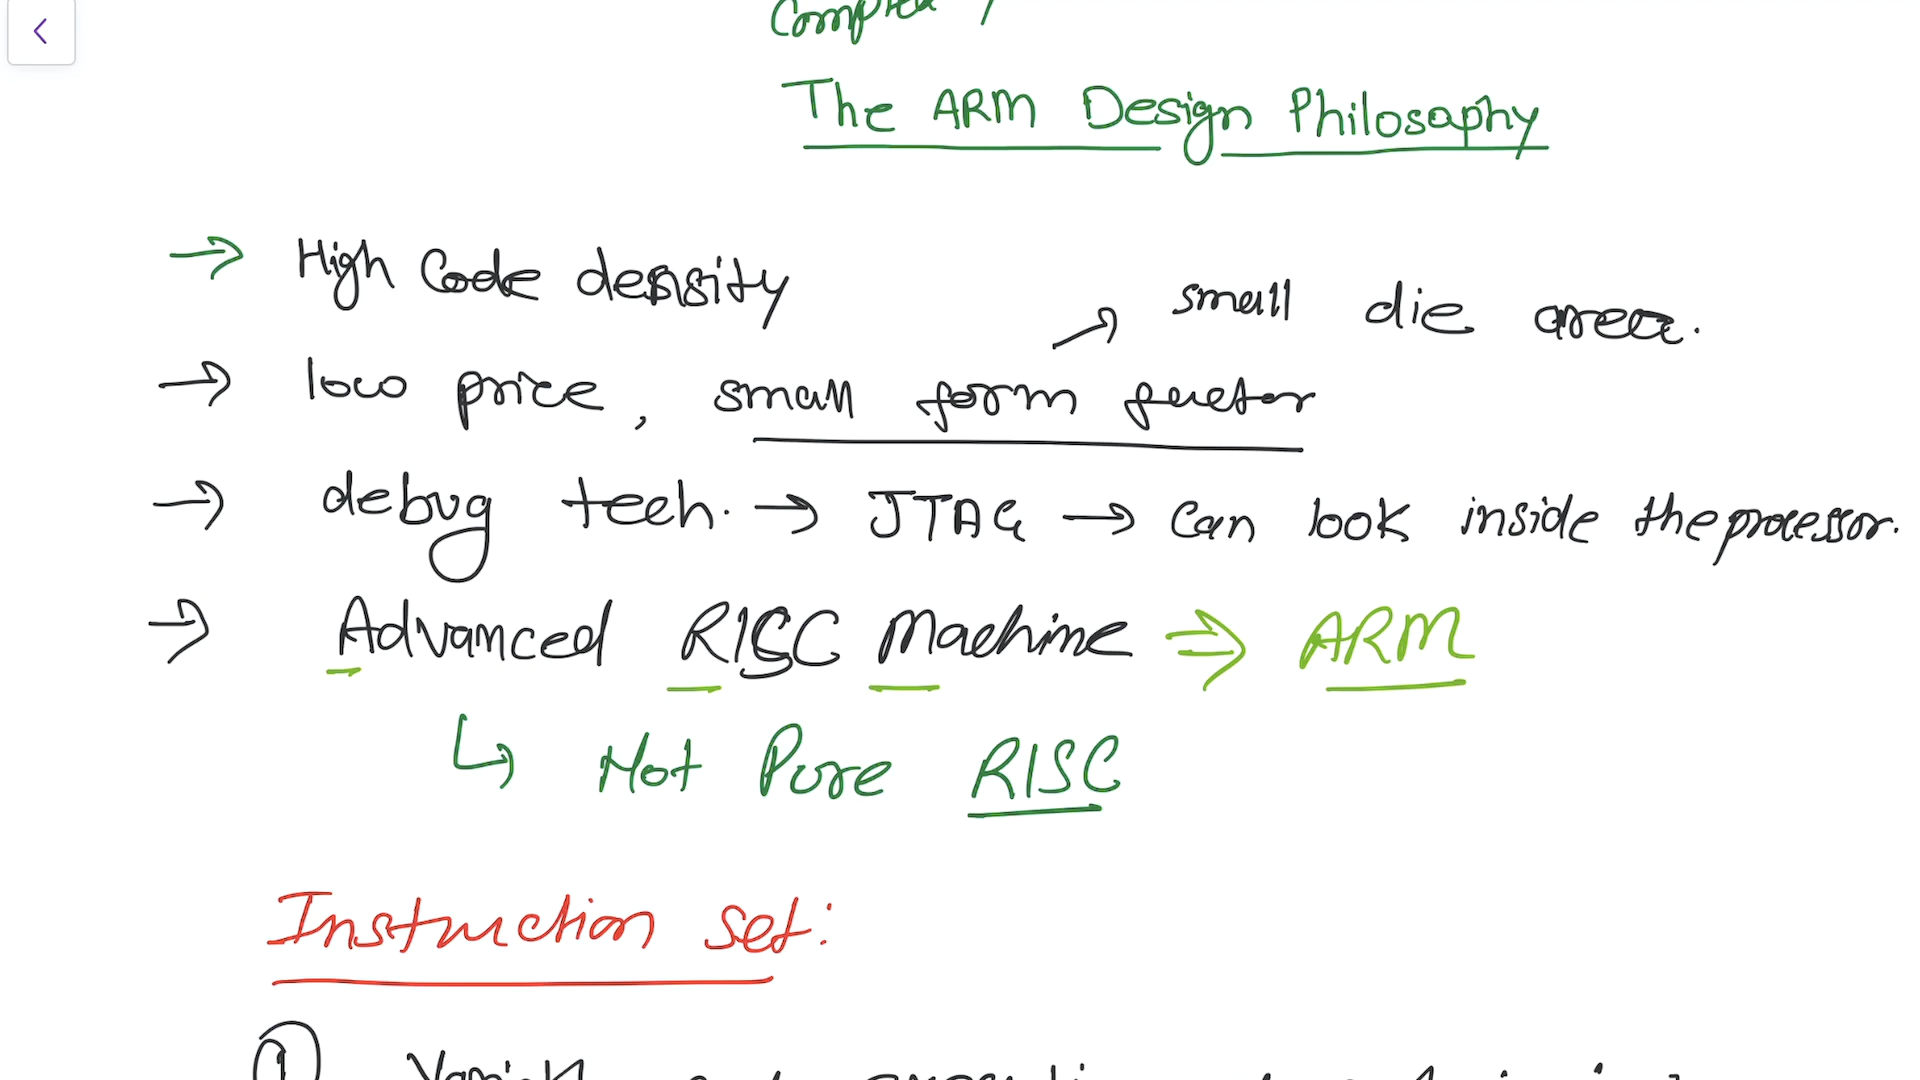 The ARM Design Philosophy
→ High Code density
→ small die area.
→ low price, small form factor
→ debug tech. → JTAG → Can look inside the processor.
→ Advanced RISC Machine ⇒ ARM
↳ Not Pure RISC
Instruction set:
①